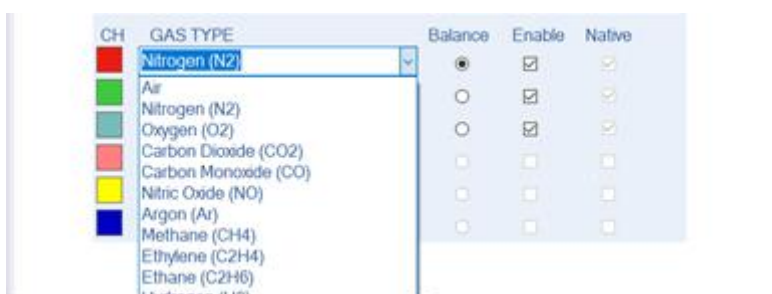 CH GAS TYPE Balance Enable Native
Nitrogen (N2)
Air
Nitrogen (N2)
Oxygen (O2)
Carbon Dioxide (CO2)
Carbon Monoxide (CO)
Nitric Oxide (NO)
Argon (Ar)
Methane (CH4)
Ethylene (C2H4)
Ethane (C2H6)